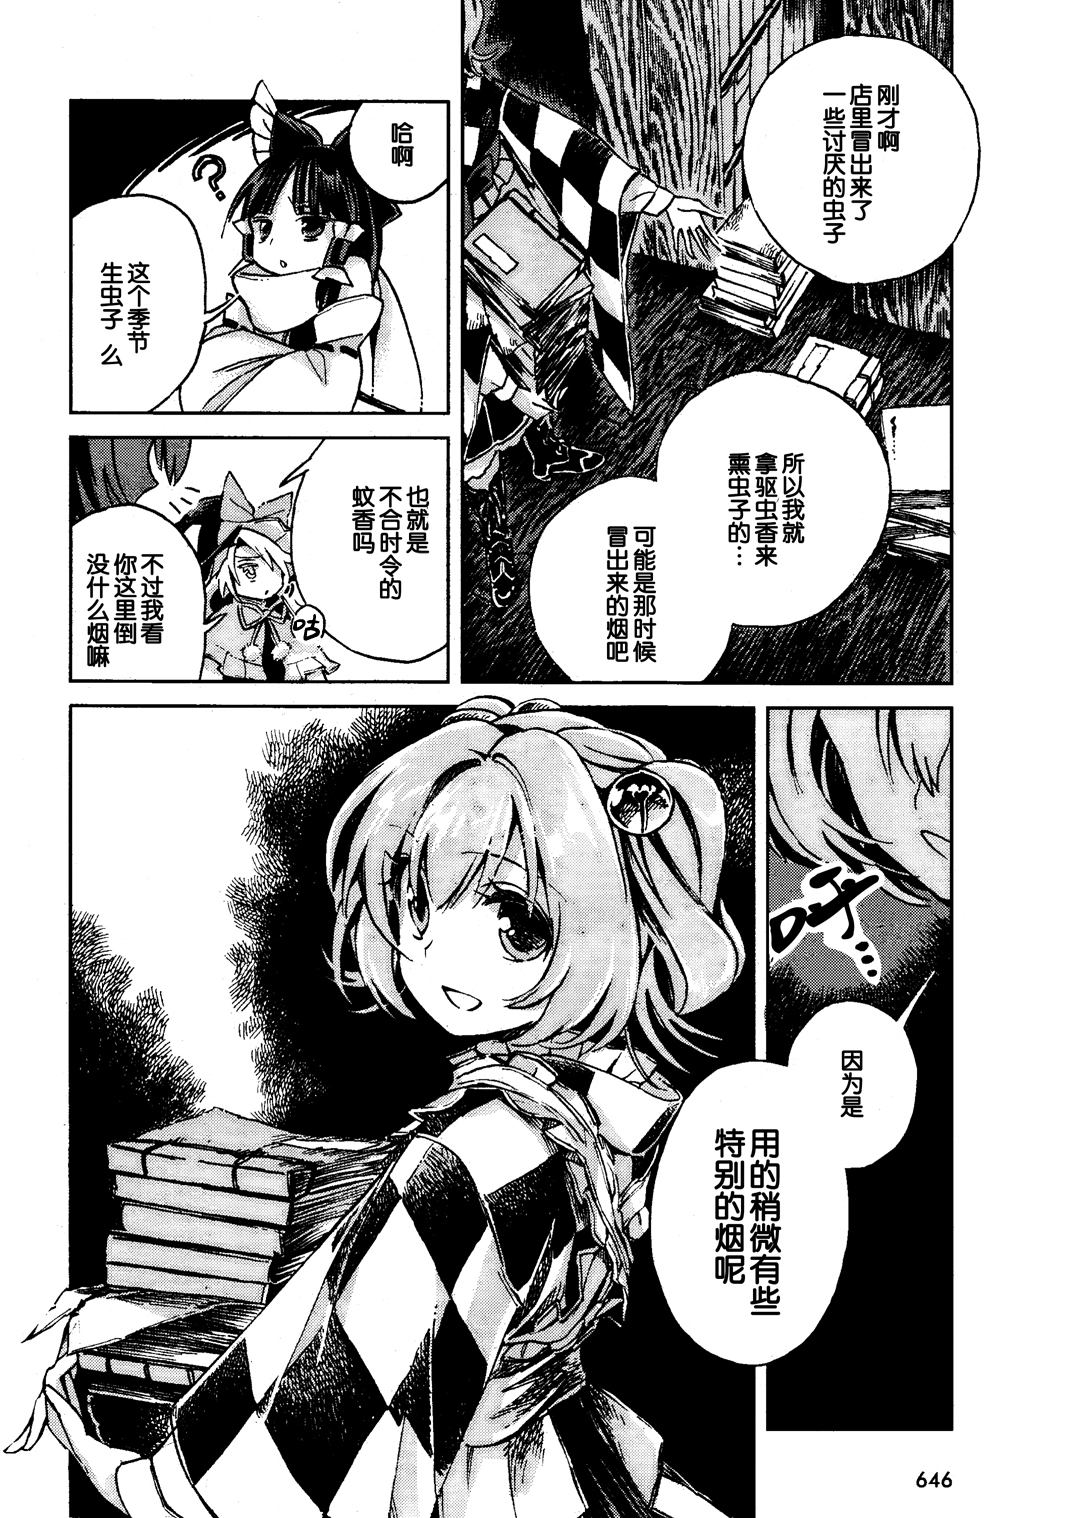 刚才啊
店里冒出来了
一些讨厌的虫子
所以我就
拿驱虫香来
熏虫子的…
可能是那时候
冒出来的烟吧
哈啊
？
这个季节
生虫子 么
也就是
不合时令的
蚊香吗
咕
不过我看
你这里倒
没什么烟嘛
呼…
因为是
用的稍微有些
特别的烟呢
646